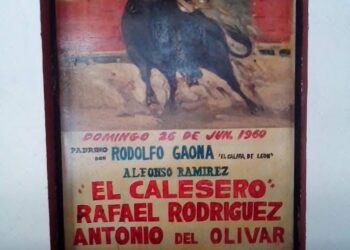 DOMINGO 26 DE JUN. 1960
PADRINO DON RODOLFO GAONA "EL CALIFA DE LEON"
ALFONSO RAMIREZ
"EL CALESERO"
RAFAEL RODRIGUEZ
ANTONIO DEL OLIVAR